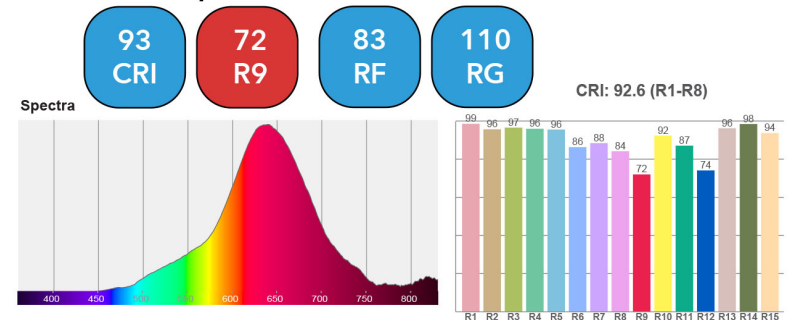 93 CRI
72 R9
83 RF
110 RG
CRI: 92.6 (R1-R8)
Spectra
99 96 97 96 96 86 88 84 72 92 87 74 96 98 94
400 450 500 550 600 650 700 750 800
R1 R2 R3 R4 R5 R6 R7 R8 R9 R10 R11 R12 R13 R14 R15